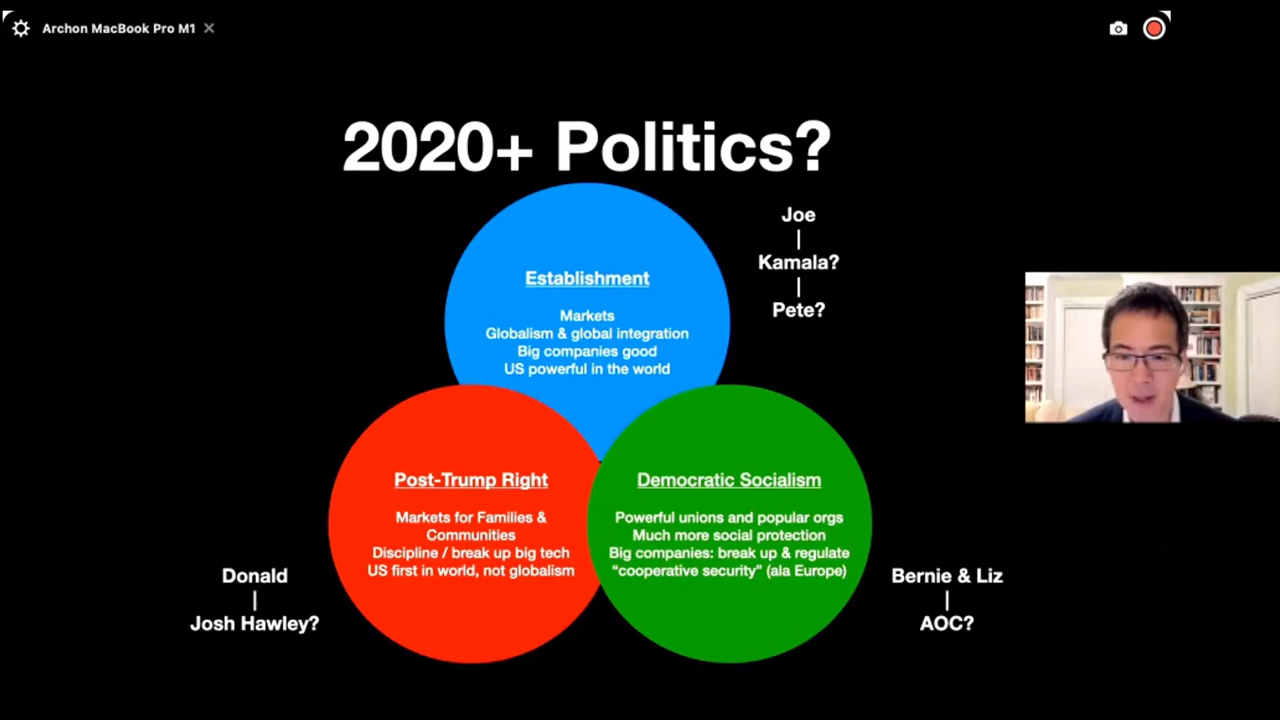 Archon MacBook Pro M1
2020+ Politics?
Joe
Kamala?
Pete?
Establishment
Markets
Globalism & global integration
Big companies good
US powerful in the world
Post-Trump Right
Markets for Families &
Communities
Discipline / break up big tech
US first in world, not globalism
Donald
Josh Hawley?
Democratic Socialism
Powerful unions and popular orgs
Much more social protection
Big companies: break up & regulate
“cooperative security” (ala Europe)
Bernie & Liz
AOC?